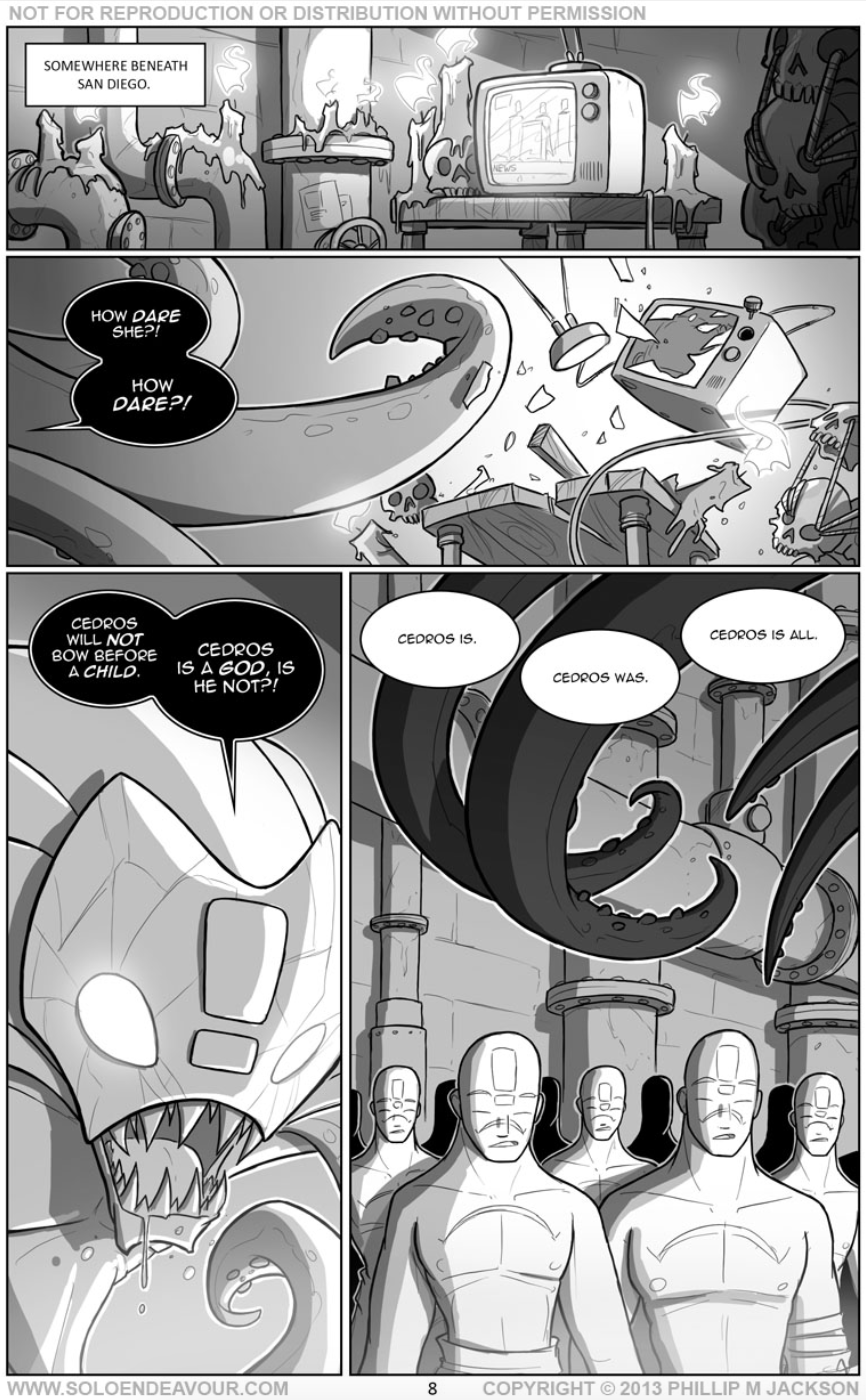 NOT FOR REPRODUCTION OR DISTRIBUTION WITHOUT PERMISSION
SOMEWHERE BENEATH
SAN DIEGO.
NEWS
HOW DARE
SHE?!
HOW
DARE?!
CEDROS
WILL NOT
BOW BEFORE
A CHILD.
CEDROS
IS A GOD, IS
HE NOT?!
CEDROS IS.
CEDROS WAS.
CEDROS IS ALL.
WWW.SOLOENDEAVOUR.COM
8
COPYRIGHT © 2013 PHILLIP M JACKSON